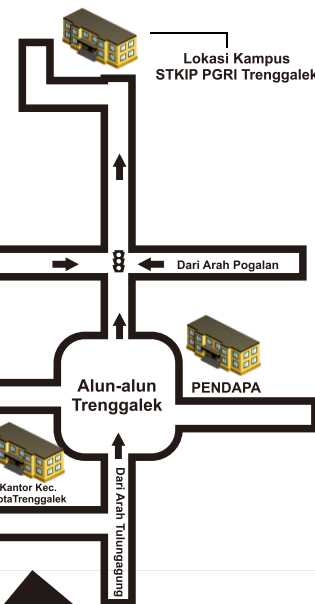 Lokasi Kampus
STKIP PGRI Trenggalek
Dari Arah Pogalan
PENDAPA
Alun-alun
Trenggalek
Kantor Kec.
otaTrenggalek
Dari Arah Tulungagung